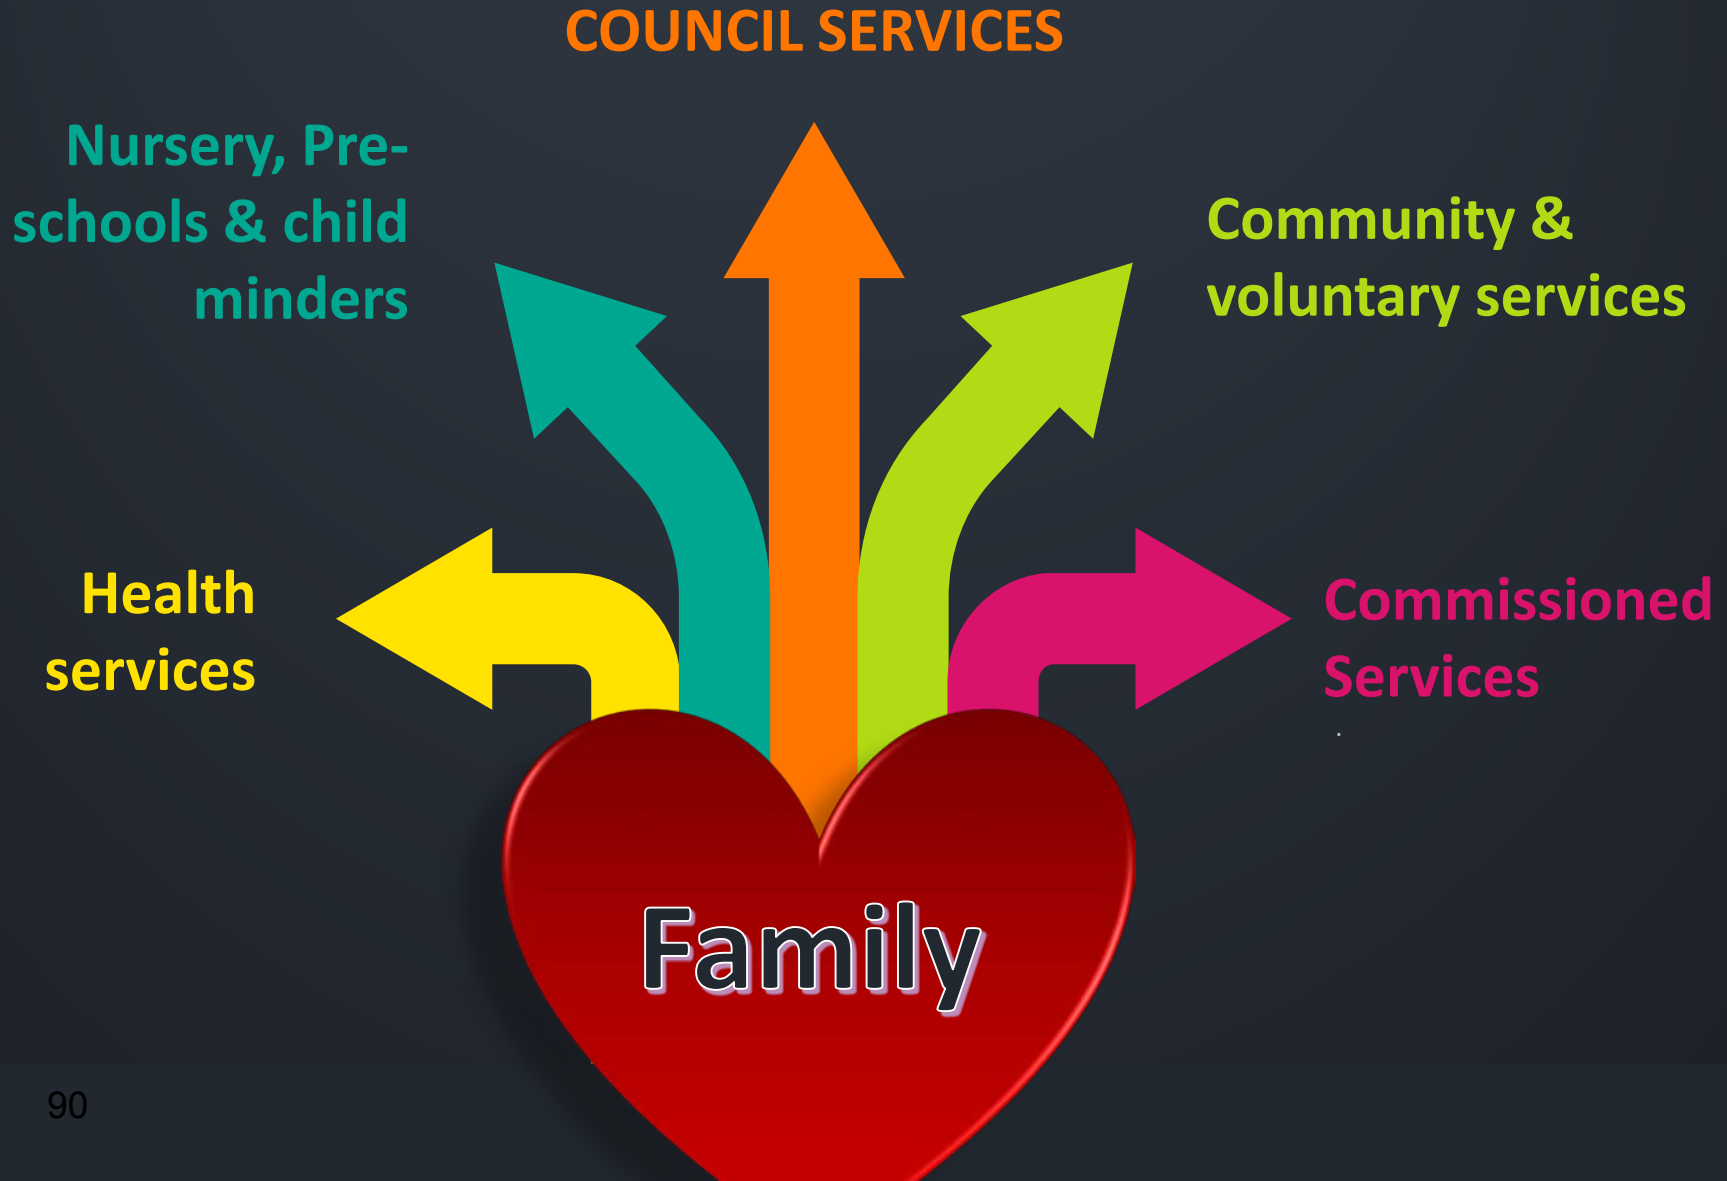 COUNCIL SERVICES
Nursery, Pre-
schools & child
minders
Community &
voluntary services
Health
services
Commissioned
Services
.
Family
90